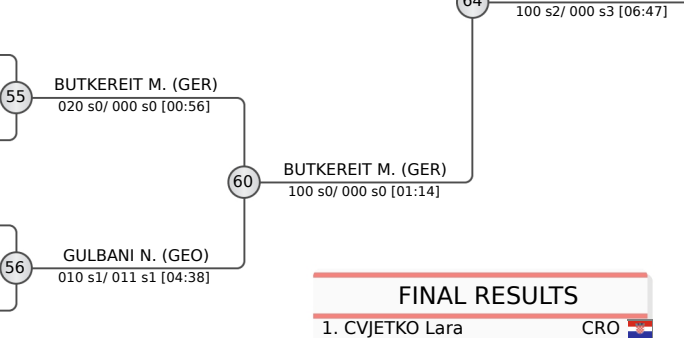 64
100 s2/ 000 s3 [06:47]
55
BUTKEREIT M. (GER)
020 s0/ 000 s0 [00:56]
60
BUTKEREIT M. (GER)
100 s0/ 000 s0 [01:14]
56
GULBANI N. (GEO)
010 s1/ 011 s1 [04:38]
FINAL RESULTS
1. CVJETKO Lara CRO